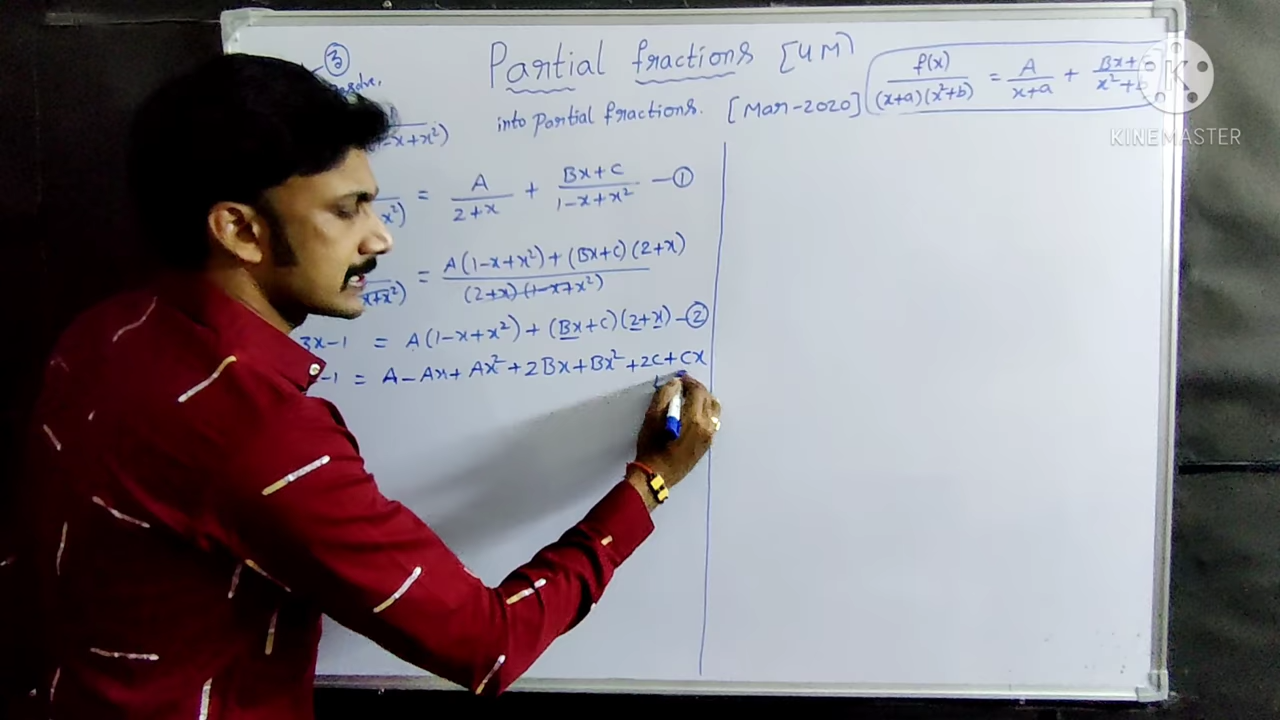 ③ Partial fractions [4M]
Resolve,
-x+x²) into partial fractions. [Mar-2020] f(x)/(x+a)(x²+b) = A/x+a + Bx+c/x²+b
x²) = A/2+x + Bx+C/1-x+x² -①
x+x²) = A(1-x+x²)+(Bx+C)(2+x)/(2+x)(1-x+x²)
3x-1 = A(1-x+x²)+(Bx+C)(2+x)-②
-1 = A-Ax+Ax²+2Bx+Bx²+2C+Cx
K
KINEMASTER